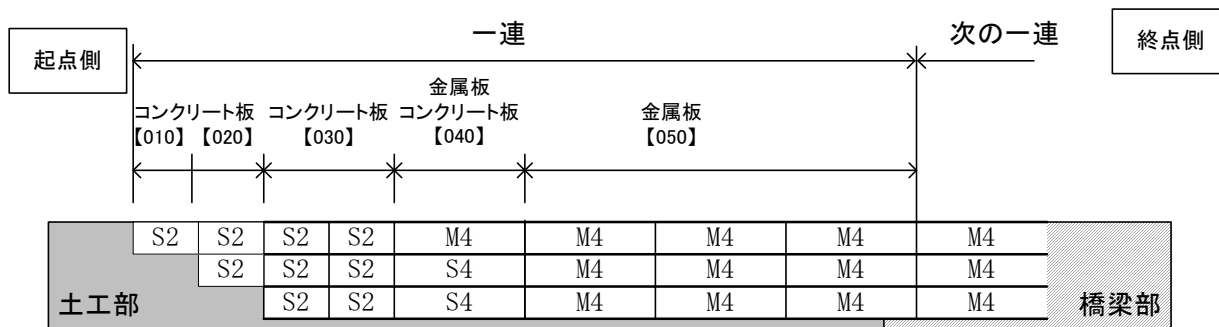 一連
次の一連
起点側
終点側
金属板
コンクリート板 コンクリート板 コンクリート板 金属板
【010】 【020】 【030】 【040】 【050】
S2 S2 S2 S2 M4 M4 M4 M4 M4
S2 S2 S2 S4 M4 M4 M4 M4
土工部 S2 S2 S4 M4 M4 M4 M4 橋梁部